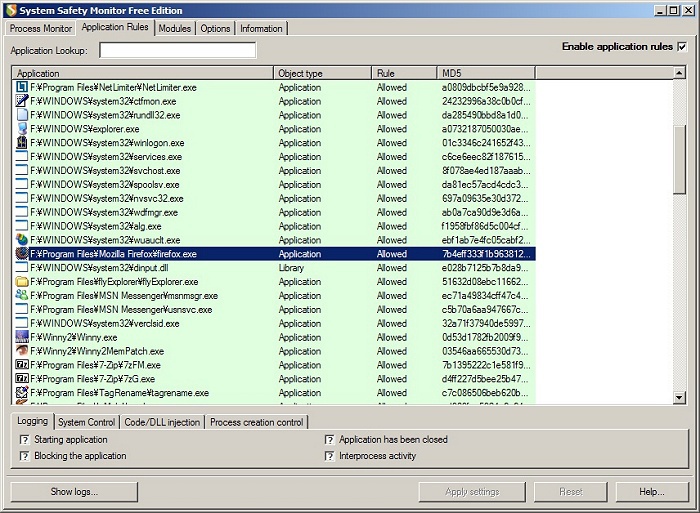 System Safety Monitor Free Edition
Process Monitor Application Rules Modules Options Information
Application Lookup: Enable application rules
Application Object type Rule MD5
F:¥Program Files¥NetLimiter¥NetLimiter.exe Application Allowed a0809dbcbf5e9a928...
F:¥WINDOWS¥system32¥ctfmon.exe Application Allowed 24232996a38c0b0cf...
F:¥WINDOWS¥system32¥rundll32.exe Application Allowed da285490bbd8a1d0...
F:¥WINDOWS¥explorer.exe Application Allowed a0732187050030ae...
F:¥WINDOWS¥system32¥winlogon.exe Application Allowed 01c3346c241652f43...
F:¥WINDOWS¥system32¥services.exe Application Allowed c6ce6eec82f187615...
F:¥WINDOWS¥system32¥svchost.exe Application Allowed 8f078ae4ed187aaab...
F:¥WINDOWS¥system32¥spoolsv.exe Application Allowed da81ec57acd4cdc3...
F:¥WINDOWS¥system32¥nvsvc32.exe Application Allowed 697a09635e30d372...
F:¥WINDOWS¥system32¥wdfmgr.exe Application Allowed ab0a7ca90d9e3d6a...
F:¥WINDOWS¥system32¥alg.exe Application Allowed f1958fbf86d5c004cf...
F:¥WINDOWS¥system32¥wuauclt.exe Application Allowed ebf1ab7e4fc05cabf2...
F:¥Program Files¥Mozilla Firefox¥firefox.exe Application Allowed 7b4eff333f1b963812...
F:¥WINDOWS¥system32¥dinput.dll Library Allowed e028b7125b7b8da9...
F:¥Program Files¥flyExplorer¥flyExplorer.exe Application Allowed 51632d08ebc11662...
F:¥Program Files¥MSN Messenger¥msnmsgr.exe Application Allowed ec71a49834cff47c4...
F:¥Program Files¥MSN Messenger¥usnsvc.exe Application Allowed c5b70a6aa947667c...
F:¥WINDOWS¥system32¥verclsid.exe Application Allowed 32a71f37940de5997...
F:¥Winny2¥Winny.exe Application Allowed 0d53d1782fb2009f9...
F:¥Winny2¥Winny2MemPatch.exe Application Allowed 03546aa665530d73...
F:¥Program Files¥7-Zip¥7zFM.exe Application Allowed 7b1395222c1e581f9...
F:¥Program Files¥7-Zip¥7zG.exe Application Allowed d4ff227d5bee25b47...
F:¥Program Files¥TagRename¥tagrename.exe Application Allowed c7c086506beb620b...
Logging System Control Code/DLL injection Process creation control
? Starting application ? Application has been closed
? Blocking the application ? Interprocess activity
Show logs... Apply settings Reset Help...